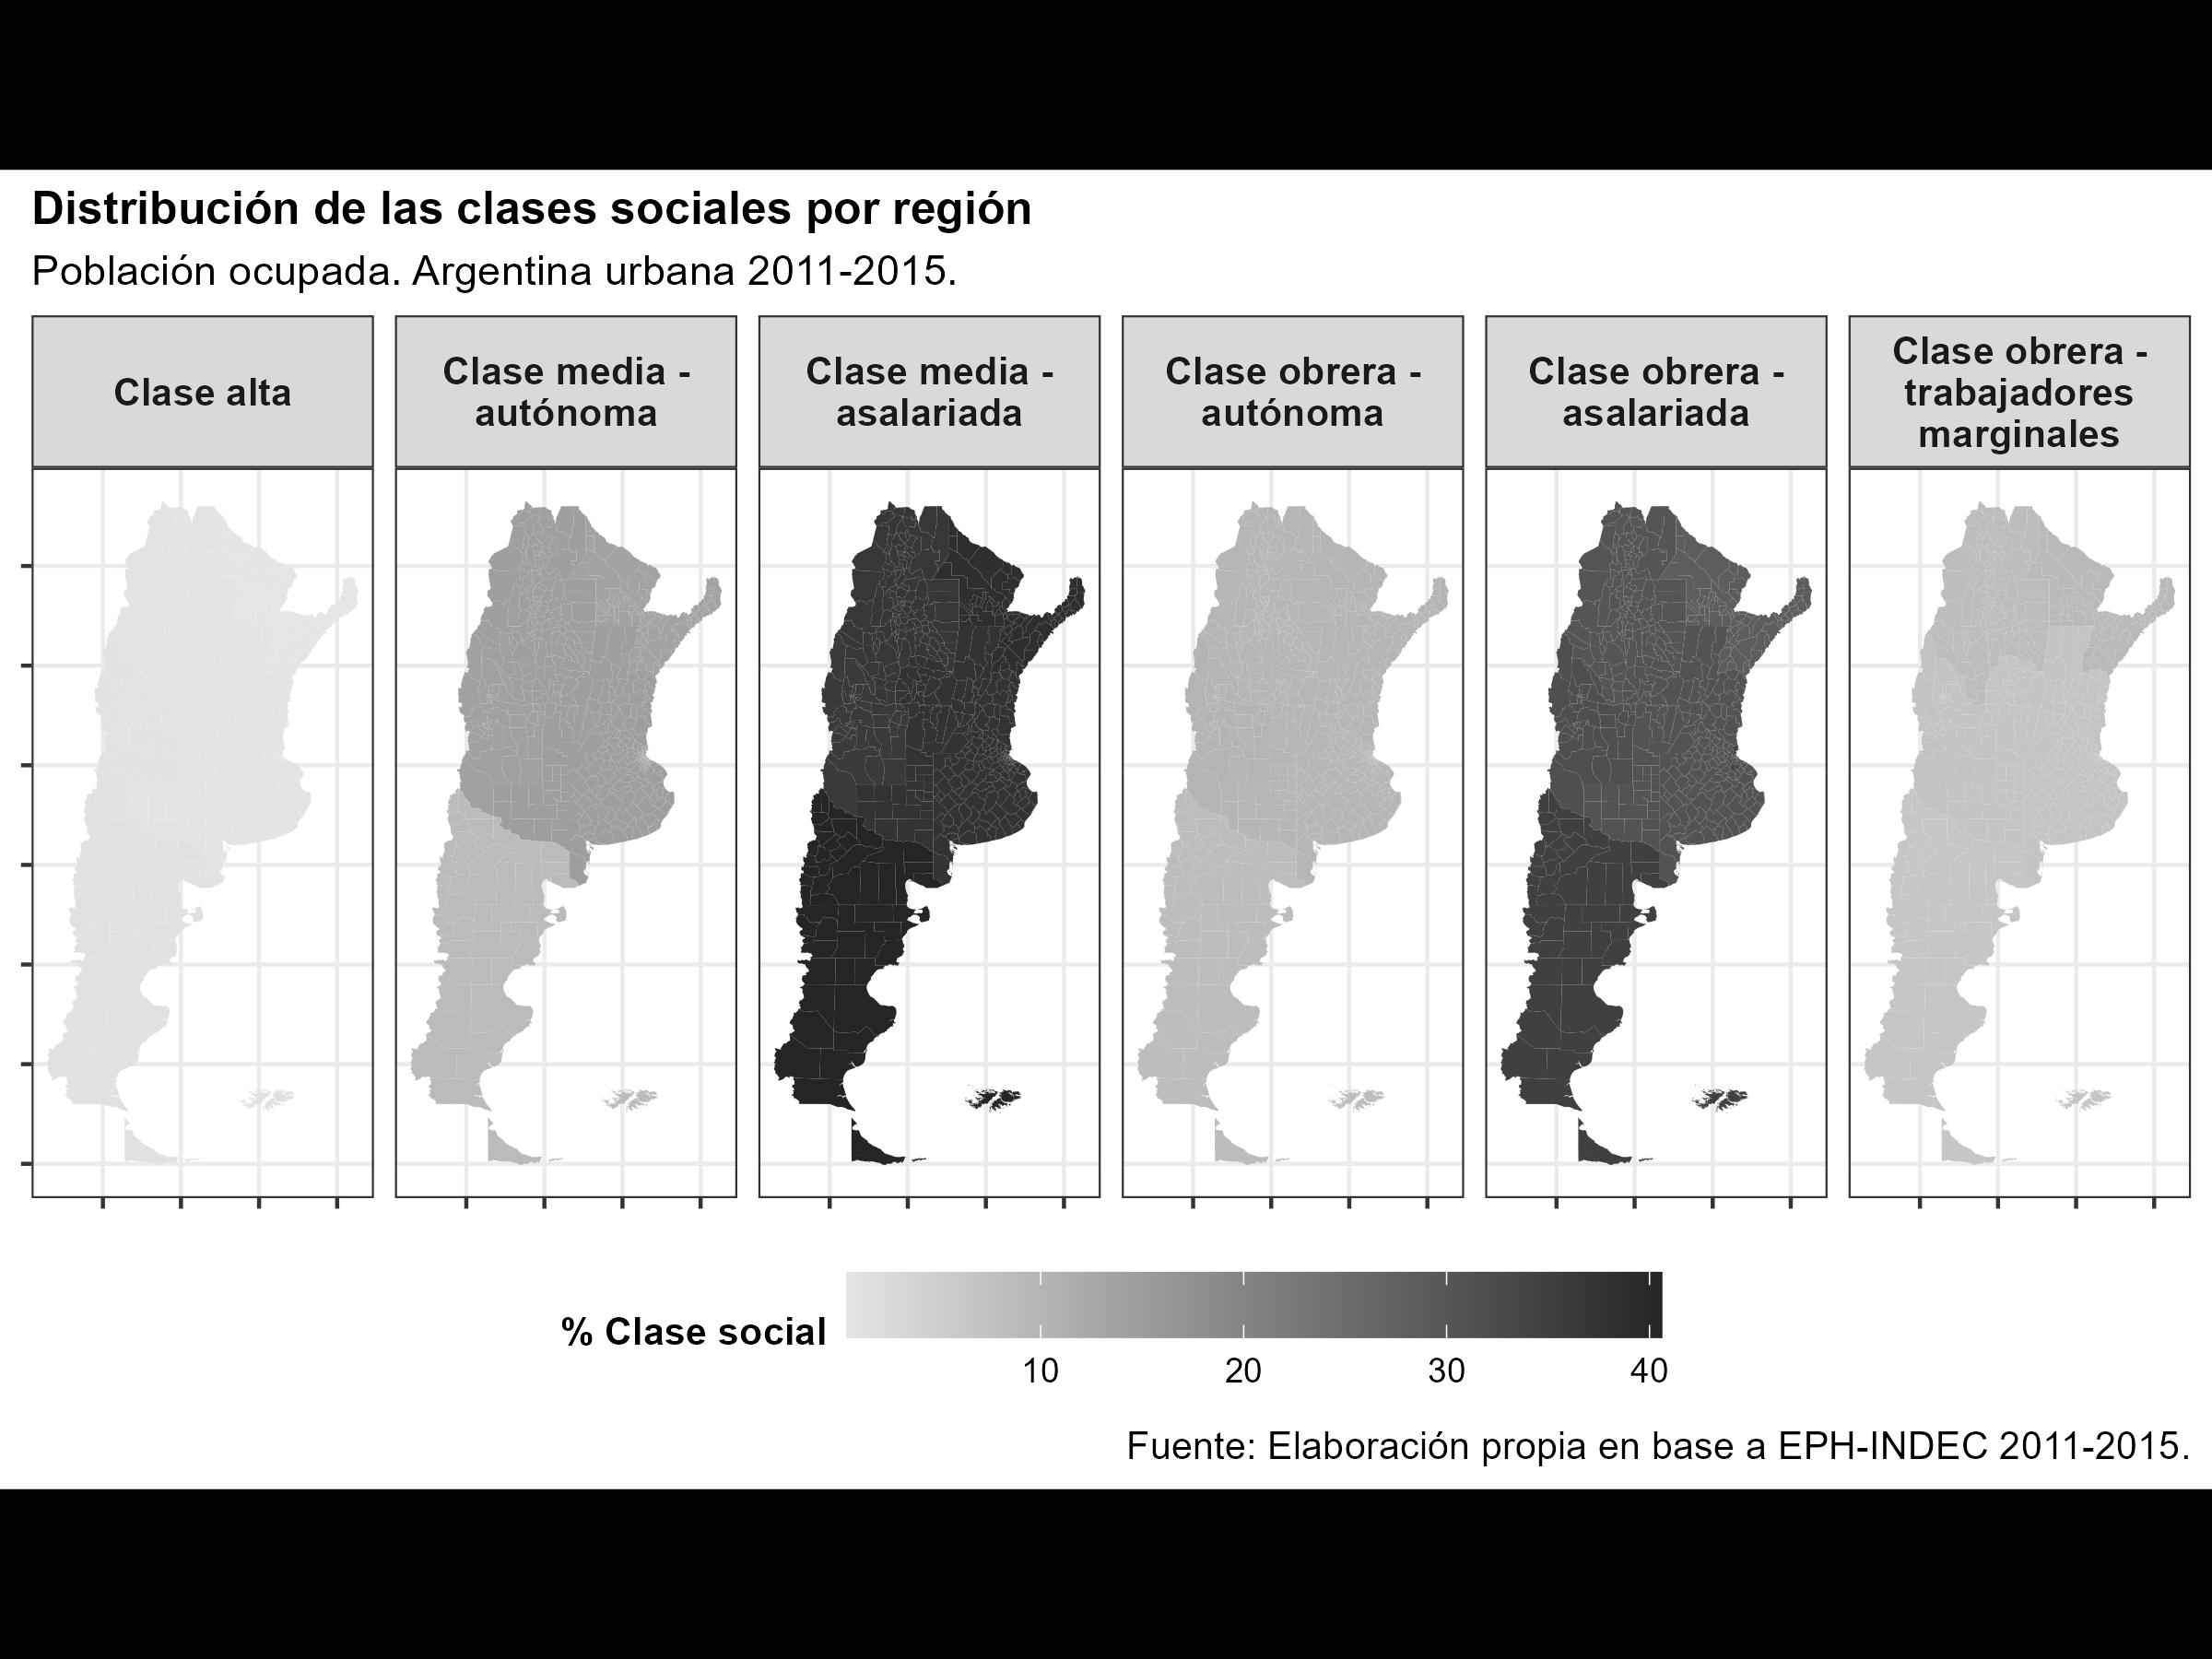 Distribución de las clases sociales por región
Población ocupada. Argentina urbana 2011-2015.
Clase alta
Clase media -
autónoma
Clase media -
asalariada
Clase obrera -
autónoma
Clase obrera -
asalariada
Clase obrera -
trabajadores
marginales
% Clase social
10 20 30 40
Fuente: Elaboración propia en base a EPH-INDEC 2011-2015.